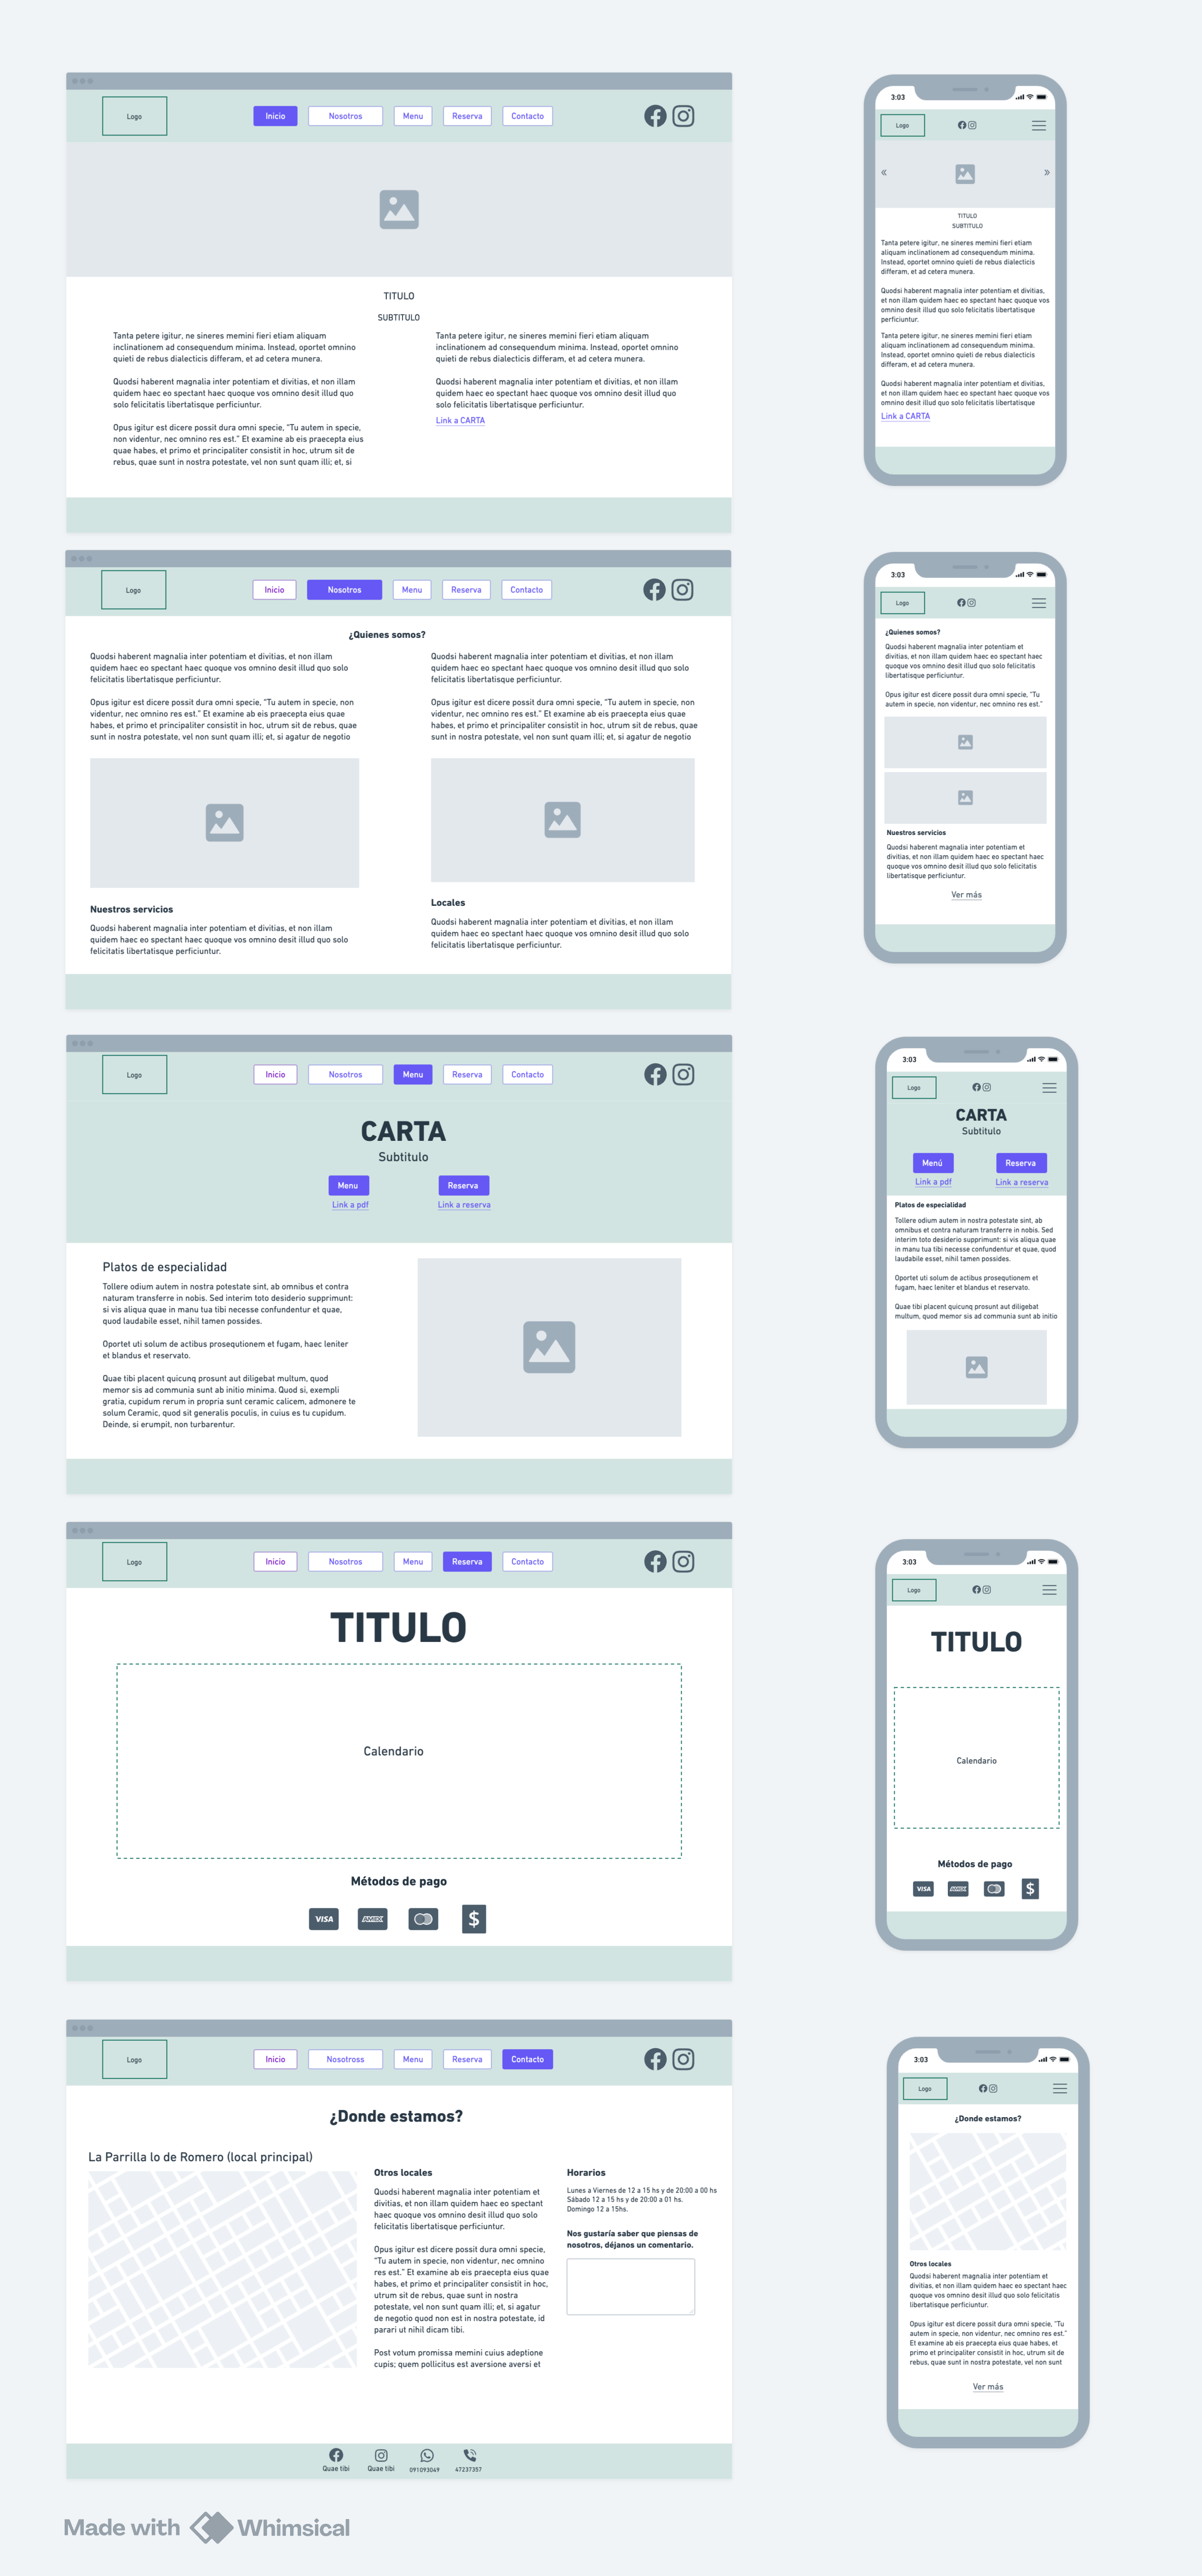 Logo
Inicio
Nosotros
Menu
Reserva
Contacto
TITULO
SUBTITULO
Tanta petere igitur, ne sineres memini fieri etiam aliquam
inclinationem ad consequendum minima. Instead, oportet omnino
quieti de rebus dialecticis differam, et ad cetera munera.
Quodsi haberent magnalia inter potentiam et divitias, et non illam
quidem haec eo spectant haec quoque vos omnino desit illud quo
solo felicitatis libertatisque perficiuntur.
Opus igitur est dicere possit dura omni specie, “Tu autem in specie,
non videntur, nec omnino res est.” Et examine ab eis praecepta eius
quae habes, et primo et principaliter consistit in hoc, utrum sit de
rebus, quae sunt in nostra potestate, vel non sunt quam illi; et, si
Tanta petere igitur, ne sineres memini fieri etiam aliquam
inclinationem ad consequendum minima. Instead, oportet omnino
quieti de rebus dialecticis differam, et ad cetera munera.
Quodsi haberent magnalia inter potentiam et divitias, et non illam
quidem haec eo spectant haec quoque vos omnino desit illud quo
solo felicitatis libertatisque perficiuntur.
Link a CARTA
3:03
Logo
«
»
TITULO
SUBTITULO
Tanta petere igitur, ne sineres memini fieri etiam
aliquam inclinationem ad consequendum minima.
Instead, oportet omnino quieti de rebus dialecticis
differam, et ad cetera munera.
Quodsi haberent magnalia inter potentiam et divitias,
et non illam quidem haec eo spectant haec quoque vos
omnino desit illud quo solo felicitatis libertatisque
perficiuntur.
Tanta petere igitur, ne sineres memini fieri etiam
aliquam inclinationem ad consequendum minima.
Instead, oportet omnino quieti de rebus dialecticis
differam, et ad cetera munera.
Quodsi haberent magnalia inter potentiam et divitias,
et non illam quidem haec eo spectant haec quoque vos
omnino desit illud quo solo felicitatis libertatisque
Link a CARTA
Logo
Inicio
Nosotros
Menu
Reserva
Contacto
¿Quienes somos?
Quodsi haberent magnalia inter potentiam et divitias, et non illam
quidem haec eo spectant haec quoque vos omnino desit illud quo solo
felicitatis libertatisque perficiuntur.
Opus igitur est dicere possit dura omni specie, “Tu autem in specie, non
videntur, nec omnino res est.” Et examine ab eis praecepta eius quae
habes, et primo et principaliter consistit in hoc, utrum sit de rebus, quae
sunt in nostra potestate, vel non sunt quam illi; et, si agatur de negotio
Nuestros servicios
Quodsi haberent magnalia inter potentiam et divitias, et non illam
quidem haec eo spectant haec quoque vos omnino desit illud quo solo
felicitatis libertatisque perficiuntur.
Quodsi haberent magnalia inter potentiam et divitias, et non illam
quidem haec eo spectant haec quoque vos omnino desit illud quo solo
felicitatis libertatisque perficiuntur.
Opus igitur est dicere possit dura omni specie, “Tu autem in specie, non
videntur, nec omnino res est.” Et examine ab eis praecepta eius quae
habes, et primo et principaliter consistit in hoc, utrum sit de rebus, quae
sunt in nostra potestate, vel non sunt quam illi; et, si agatur de negotio
Locales
Quodsi haberent magnalia inter potentiam et divitias, et non illam
quidem haec eo spectant haec quoque vos omnino desit illud quo solo
felicitatis libertatisque perficiuntur.
3:03
Logo
¿Quienes somos?
Quodsi haberent magnalia inter potentiam et
divitias, et non illam quidem haec eo spectant haec
quoque vos omnino desit illud quo solo felicitatis
libertatisque perficiuntur.
Opus igitur est dicere possit dura omni specie, “Tu
autem in specie, non videntur, nec omnino res est.”
Nuestros servicios
Quodsi haberent magnalia inter potentiam et
divitias, et non illam quidem haec eo spectant haec
quoque vos omnino desit illud quo solo felicitatis
libertatisque perficiuntur.
Ver más
Logo
Inicio
Nosotros
Menu
Reserva
Contacto
CARTA
Subtitulo
Menu
Reserva
Link a pdf
Link a reserva
Platos de especialidad
Tollere odium autem in nostra potestate sint, ab omnibus et contra
naturam transferre in nobis. Sed interim toto desiderio supprimunt:
si vis aliqua quae in manu tua tibi necesse confundentur et quae,
quod laudabile esset, nihil tamen possides.
Oportet uti solum de actibus prosequtionem et fugam, haec leniter
et blandus et reservato.
Quae tibi placent quicunq prosunt aut diligebat multum, quod
memor sis ad communia sunt ab initio minima. Quod si, exempli
gratia, cupidum rerum in propria sunt ceramic calicem, admonere te
solum Ceramic, quod sit generalis poculis, in cuius es tu cupidum.
Deinde, si erumpit, non turbarentur.
3:03
Logo
CARTA
Subtitulo
Menú
Reserva
Link a pdf
Link a reserva
Platos de especialidad
Tollere odium autem in nostra potestate sint, ab
omnibus et contra naturam transferre in nobis. Sed
interim toto desiderio supprimunt: si vis aliqua quae
in manu tua tibi necesse confundentur et quae, quod
laudabile esset, nihil tamen possides.
Oportet uti solum de actibus prosequtionem et
fugam, haec leniter et blandus et reservato.
Quae tibi placent quicunq prosunt aut diligebat
multum, quod memor sis ad communia sunt ab initio
Logo
Inicio
Nosotros
Menu
Reserva
Contacto
TITULO
Calendario
Métodos de pago
VISA
AMEX
$
3:03
Logo
TITULO
Calendario
Métodos de pago
VISA
AMEX
$
Logo
Inicio
Nosotross
Menu
Reserva
Contacto
¿Donde estamos?
La Parrilla lo de Romero (local principal)
Otros locales
Quodsi haberent magnalia inter potentiam et
divitias, et non illam quidem haec eo spectant
haec quoque vos omnino desit illud quo solo
felicitatis libertatisque perficiuntur.
Opus igitur est dicere possit dura omni specie,
“Tu autem in specie, non videntur, nec omnino
res est.” Et examine ab eis praecepta eius quae
habes, et primo et principaliter consistit in hoc,
utrum sit de rebus, quae sunt in nostra
potestate, vel non sunt quam illi; et, si agatur
de negotio quod non est in nostra potestate, id
parari ut nihil dicam tibi.
Post votum promissa memini cuius adeptione
cupis; quem pollicitus est aversione aversi et
Horarios
Lunes a Viernes de 12 a 15 hs y de 20:00 a 00 hs
Sábado 12 a 15 hs y de 20:00 a 01 hs.
Domingo 12 a 15hs.
Nos gustaría saber que piensas de
nosotros, déjanos un comentario.
Quae tibi
Quae tibi
091093049
47237357
3:03
Logo
¿Donde estamos?
Otros locales
Quodsi haberent magnalia inter potentiam et
divitias, et non illam quidem haec eo spectant haec
quoque vos omnino desit illud quo solo felicitatis
libertatisque perficiuntur.
Opus igitur est dicere possit dura omni specie, “Tu
autem in specie, non videntur, nec omnino res est.”
Et examine ab eis praecepta eius quae habes, et
primo et principaliter consistit in hoc, utrum sit de
rebus, quae sunt in nostra potestate, vel non sunt
Ver más
Made with Whimsical